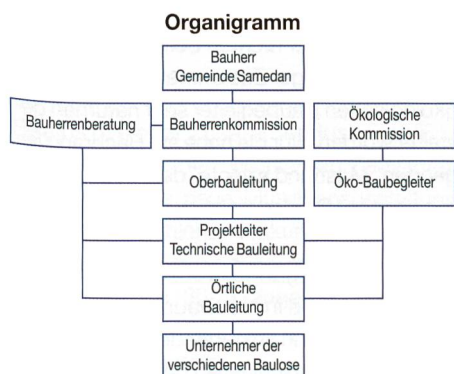 Organigramm
Bauherr
Gemeinde Samedan
Bauherrenberatung
Bauherrenkommission
Ökologische
Kommission
Oberbauleitung
Öko-Baubegleiter
Projektleiter
Technische Bauleitung
Örtliche
Bauleitung
Unternehmer der
verschiedenen Baulose